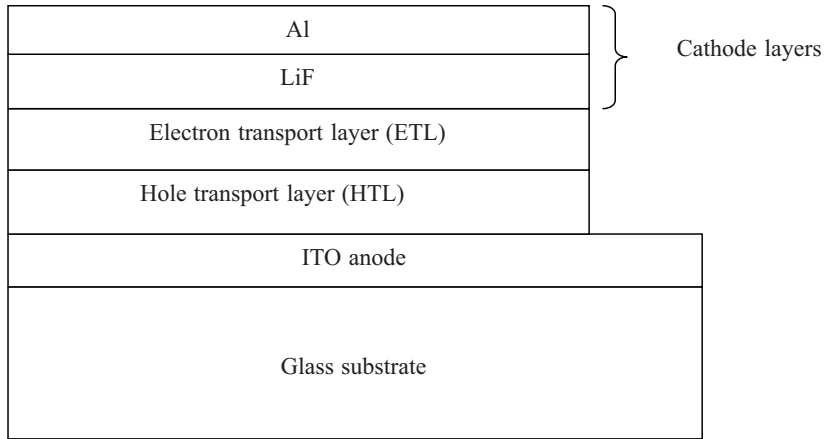 Al
Cathode layers
LiF
Electron transport layer (ETL)
Hole transport layer (HTL)
ITO anode
Glass substrate